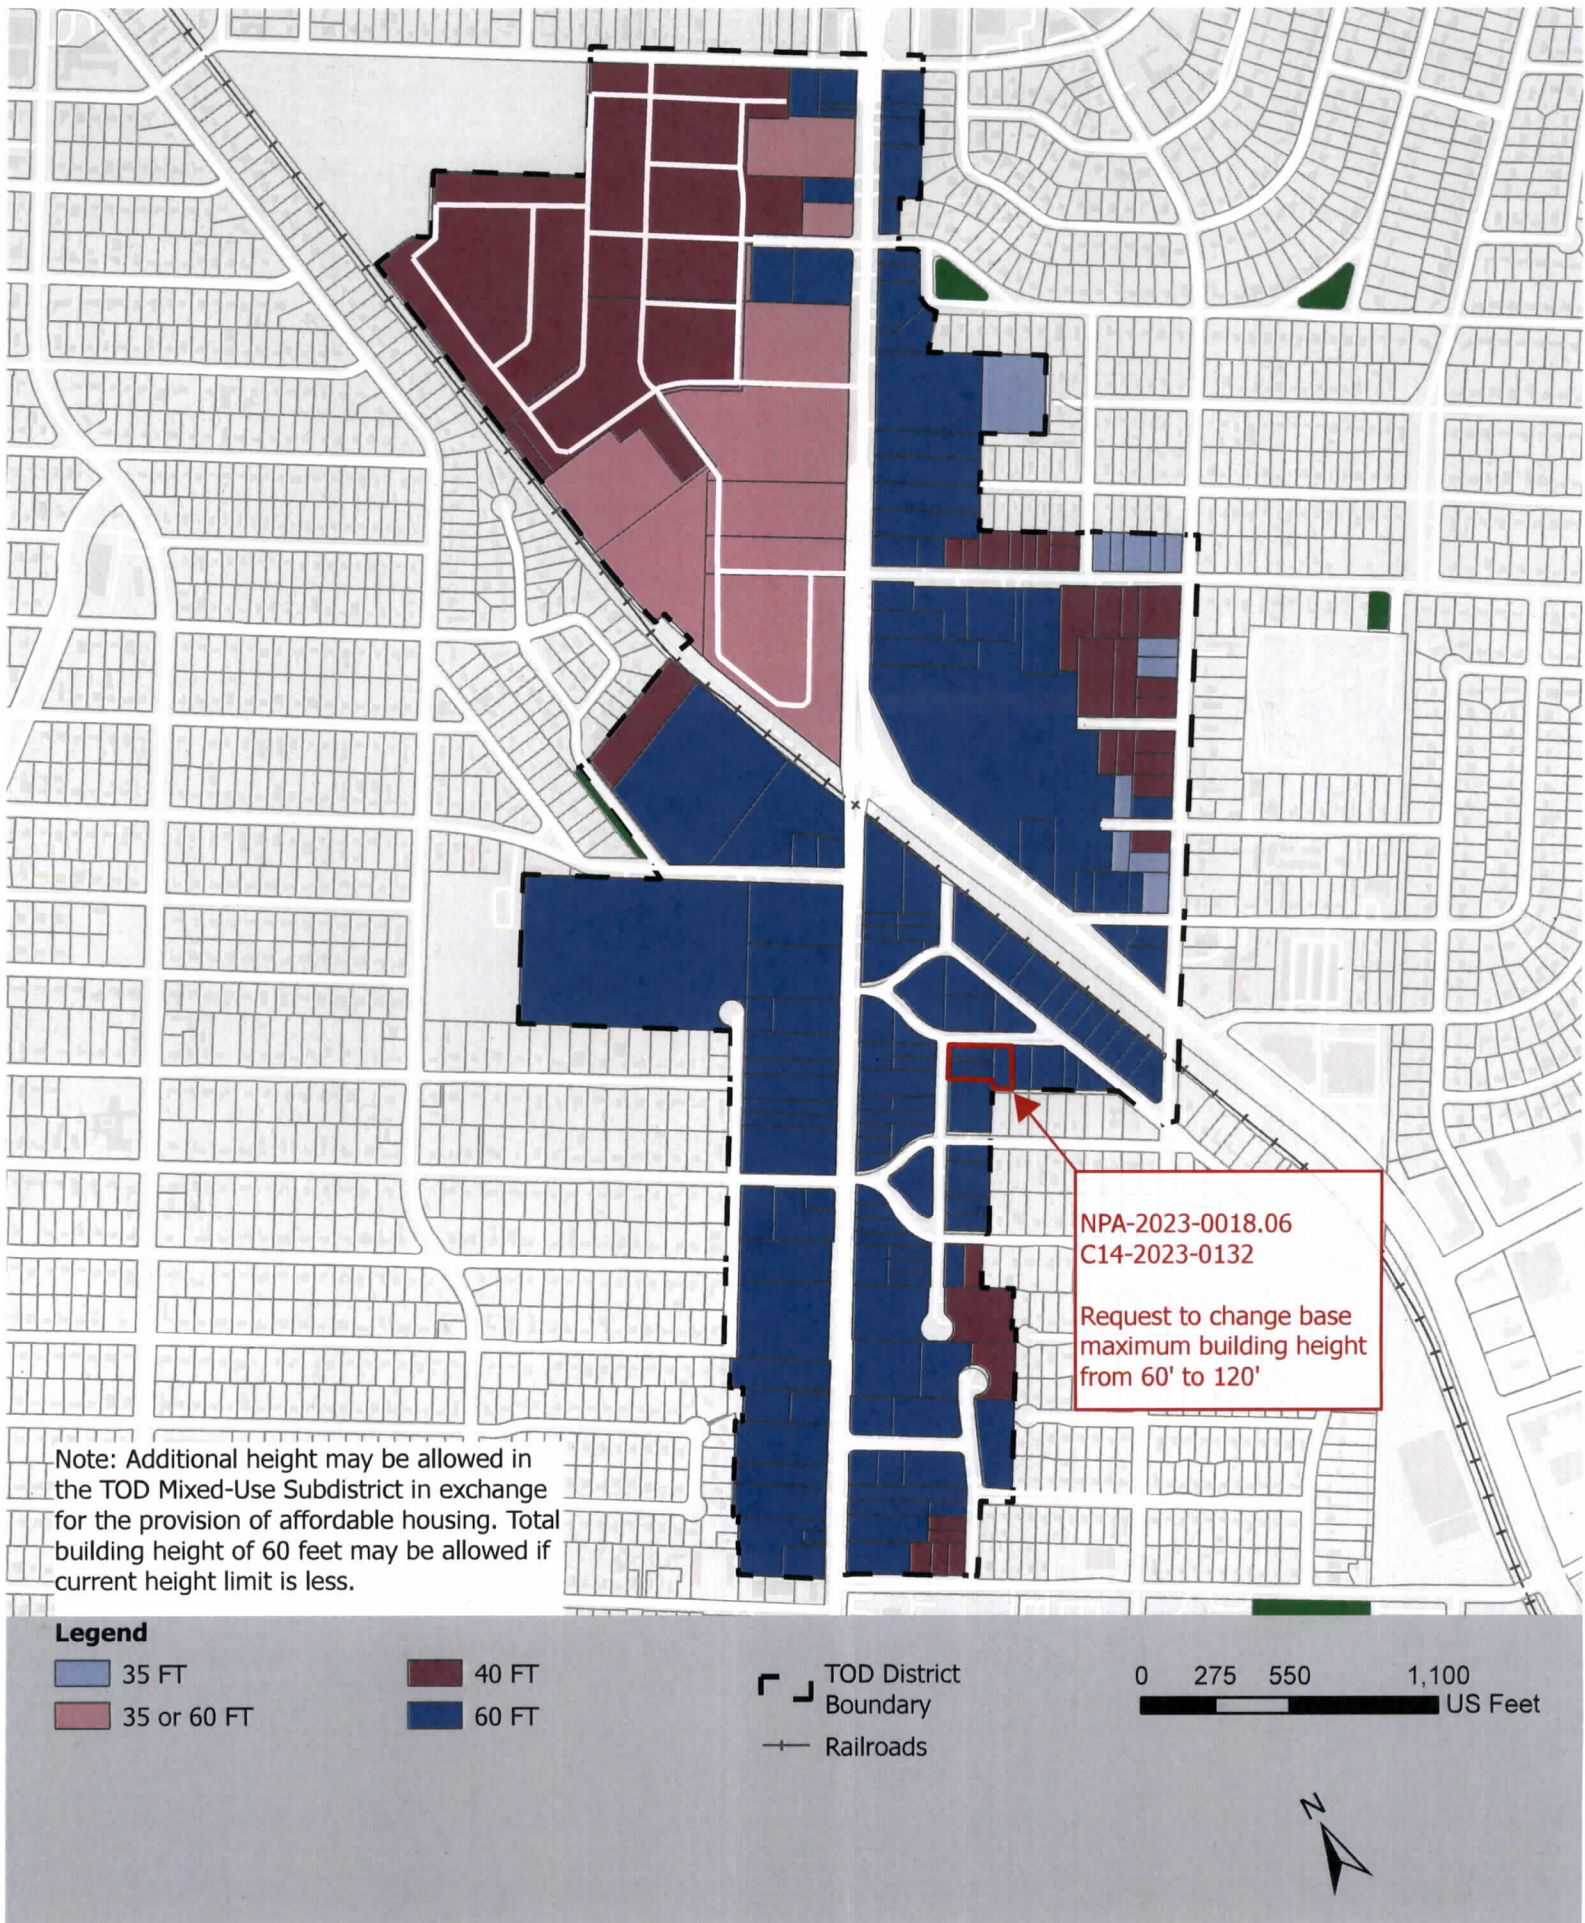 NPA-2023-0018.06
C14-2023-0132
Request to change base
maximum building height
from 60' to 120'
Note: Additional height may be allowed in
the TOD Mixed-Use Subdistrict in exchange
for the provision of affordable housing. Total
building height of 60 feet may be allowed if
current height limit is less.
Legend
35 FT
35 or 60 FT
40 FT
60 FT
TOD District
Boundary
Railroads
0 275 550 1,100
US Feet
N